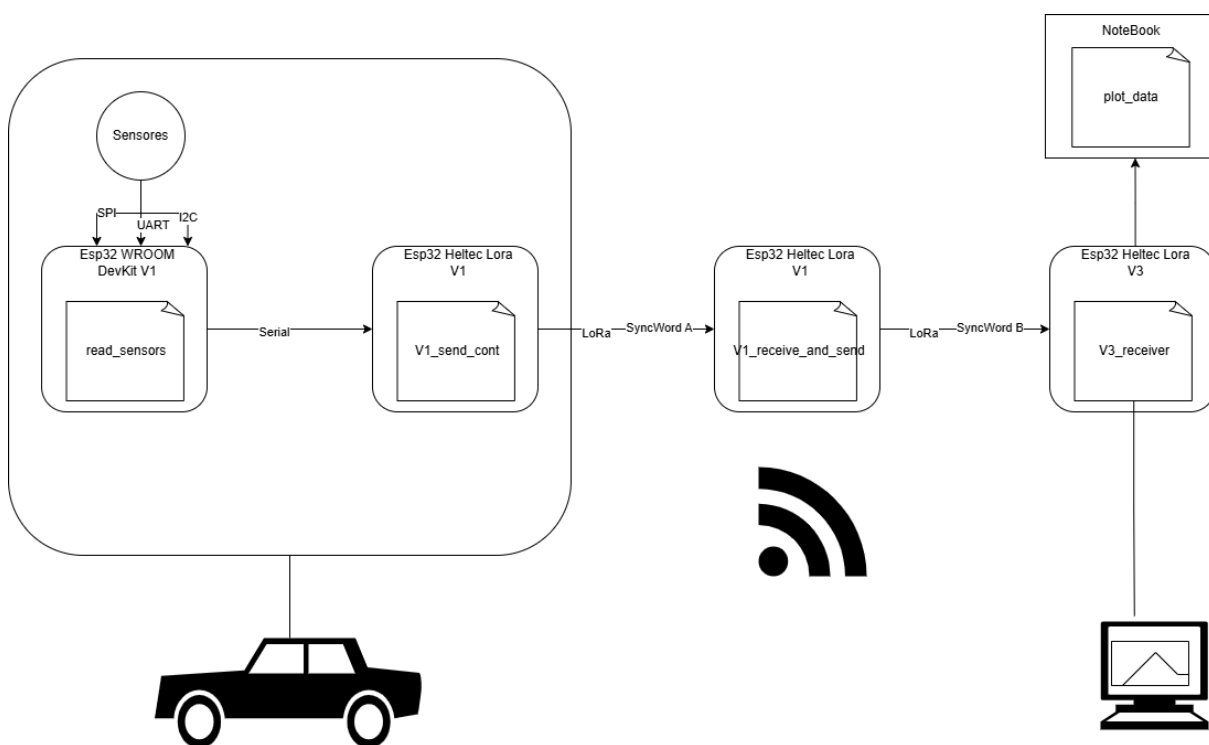 NoteBook
plot_data
Sensores
SPI
UART
I2C
Esp32 WROOM
DevKit V1
read_sensors
Serial
Esp32 Heltec Lora
V1
V1_send_cont
LoRa
SyncWord A
Esp32 Heltec Lora
V1
V1_receive_and_send
LoRa
SyncWord B
Esp32 Heltec Lora
V3
V3_receiver